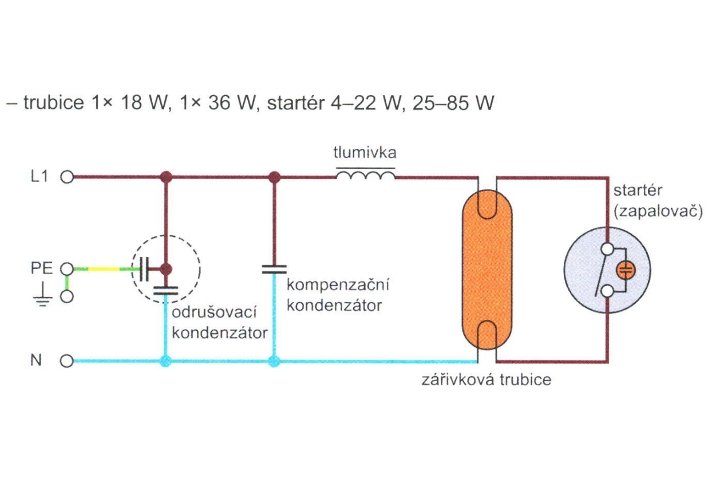 – trubice 1× 18 W, 1× 36 W, startér 4–22 W, 25–85 W
tlumivka
L1
startér
(zapalovač)
PE
kompenzační
kondenzátor
odrušovací
kondenzátor
N
zářivková trubice